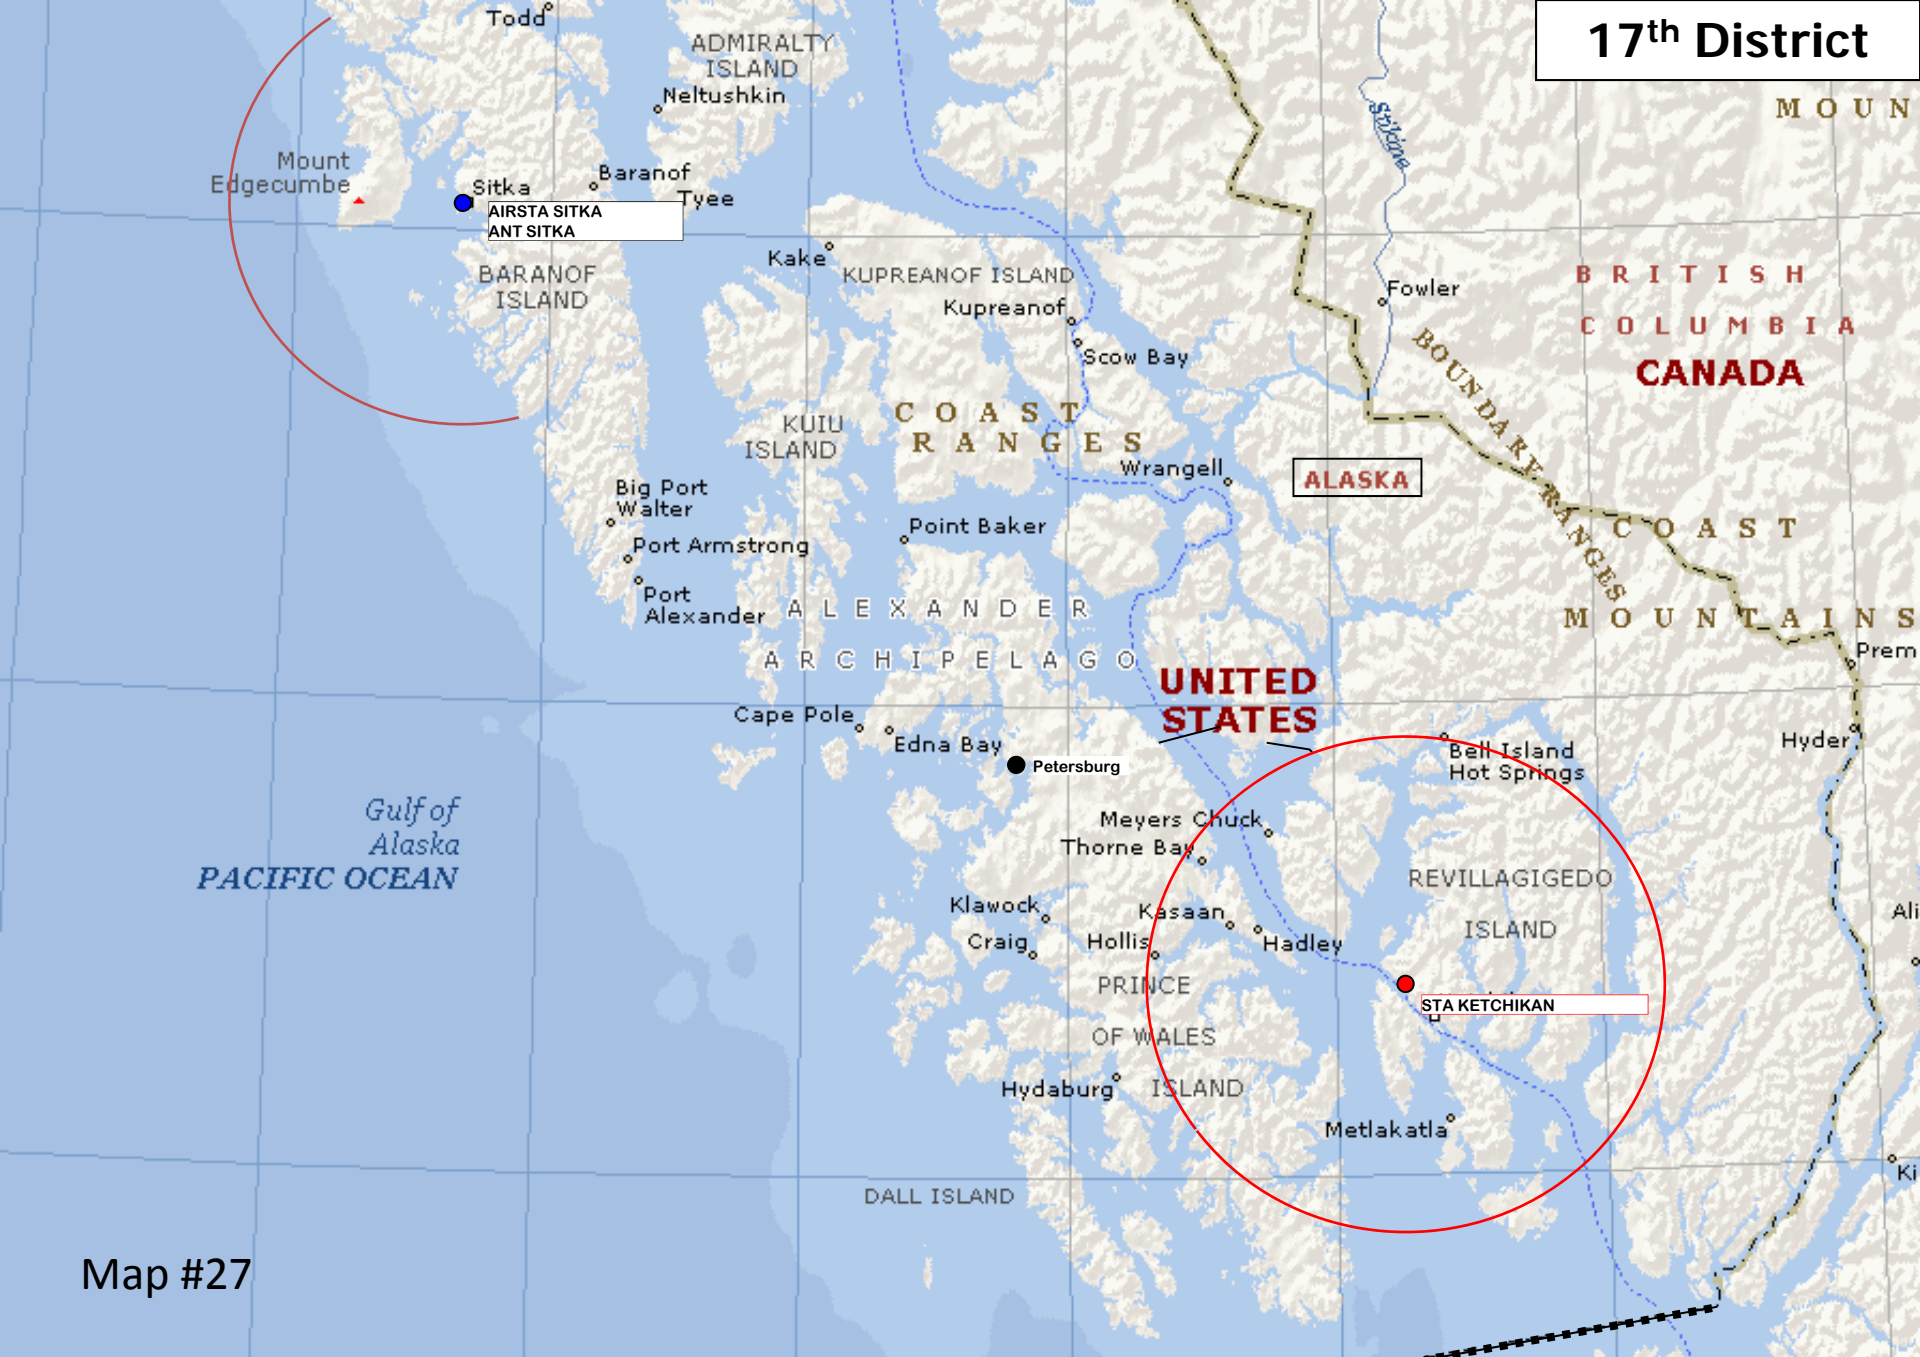 17th District
Todd
ADMIRALTY
ISLAND
Neltushkin
MOUN
Stikine
Mount
Edgecumbe
Sitka
Baranof
Tyee
AIRSTA SITKA
ANT SITKA
Kake
KUPREANOF ISLAND
BARANOF
ISLAND
Kupreanof
Fowler
BRITISH
COLUMBIA
CANADA
Scow Bay
BOUNDARY RANGES
COAST
RANGES
KUIU
ISLAND
Wrangell
ALASKA
Big Port
Walter
Point Baker
COAST
MOUNTAINS
Port Armstrong
Port
Alexander
ALEXANDER
ARCHIPELAGO
Prem
UNITED
STATES
Cape Pole
Edna Bay
Hyder
Bell Island
Hot Springs
Petersburg
Gulf of
Alaska
PACIFIC OCEAN
Meyers Chuck
Thorne Bay
REVILLAGIGEDO
ISLAND
Klawock
Kasaan
Ali
Craig
Hollis
Hadley
PRINCE
OF WALES
ISLAND
STA KETCHIKAN
Hydaburg
Metlakatla
Ki
DALL ISLAND
Map #27